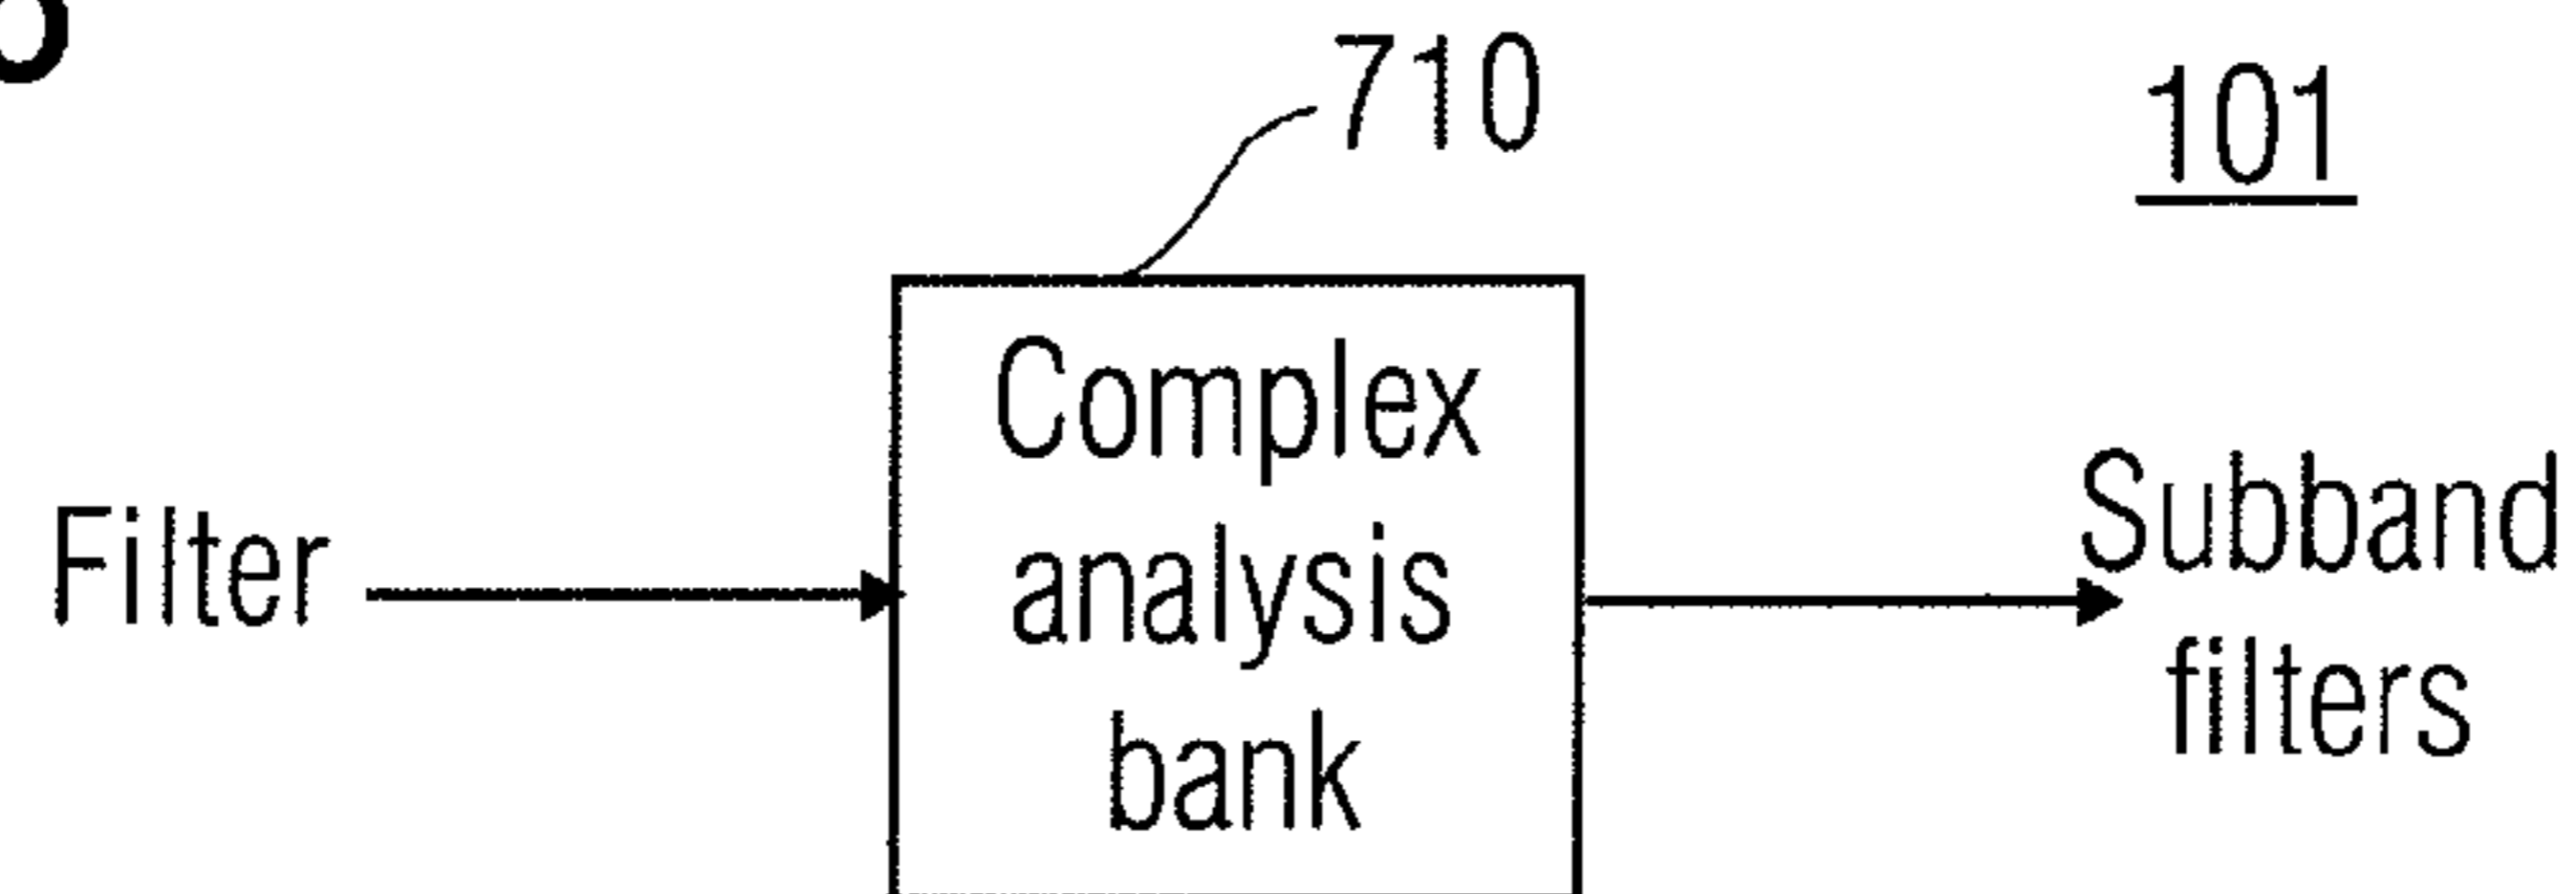 710
101
Complex
analysis
bank
Filter
Subband
filters